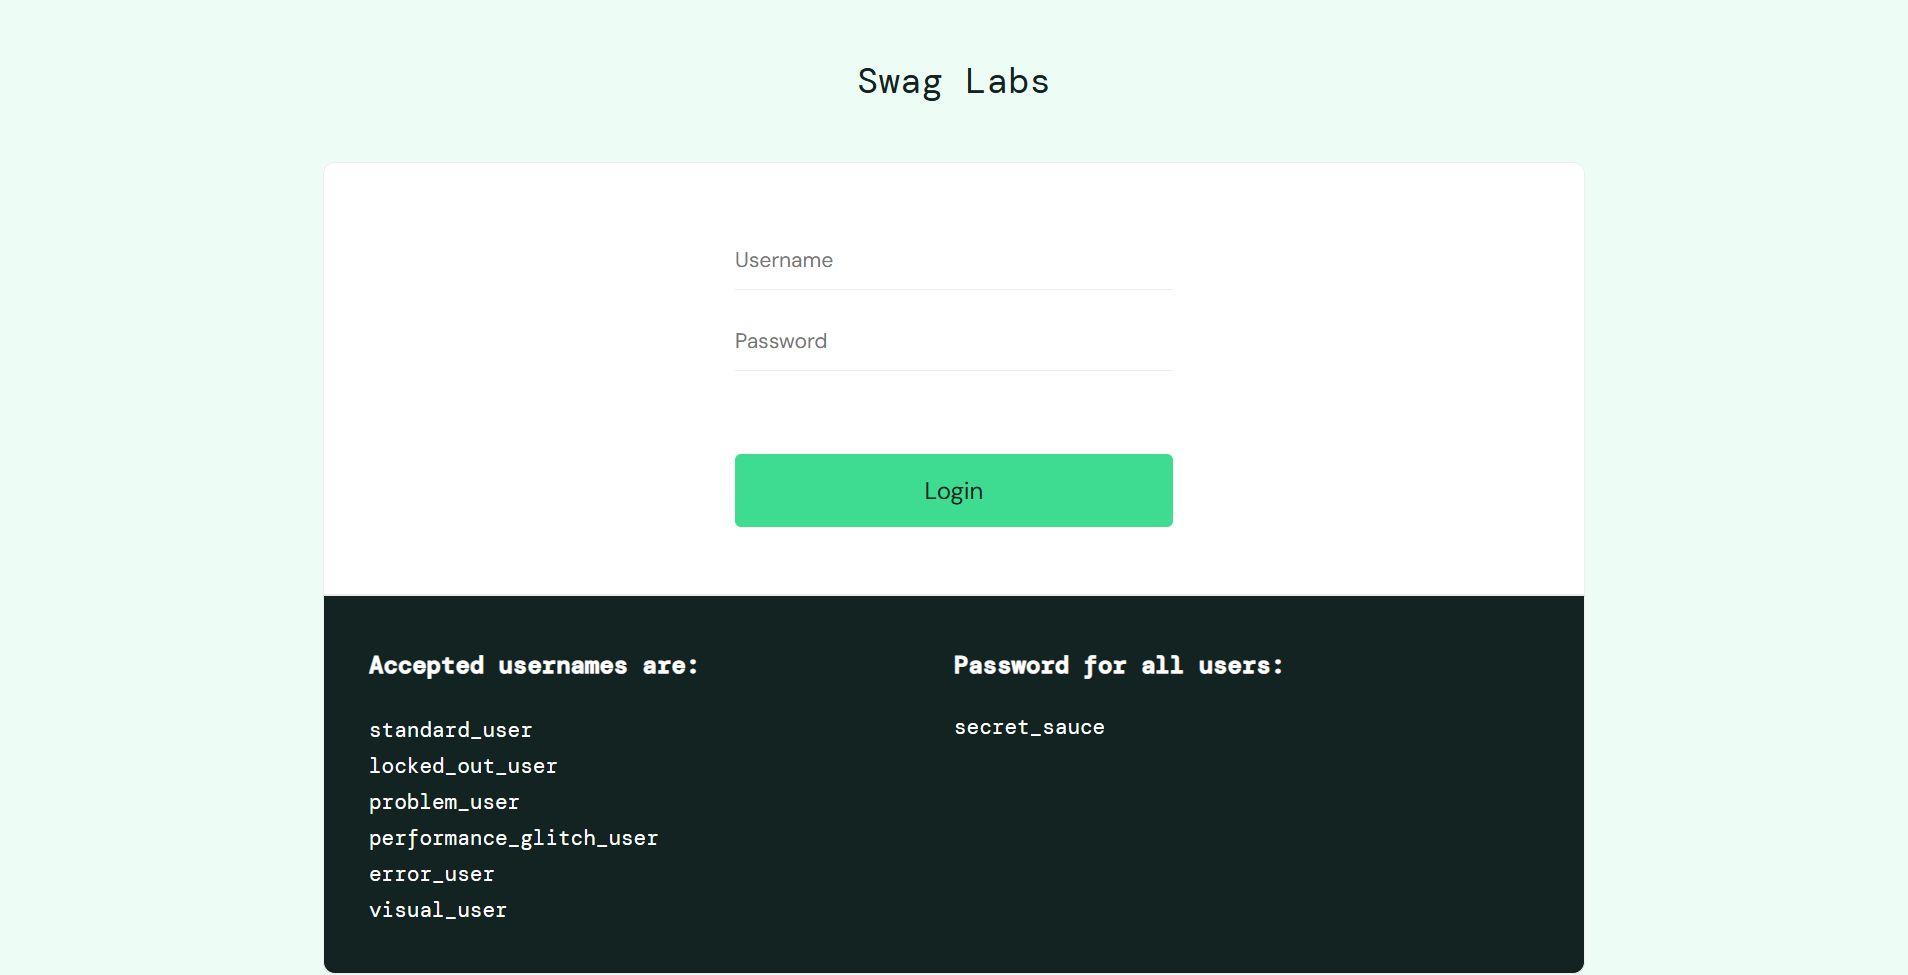 Swag Labs
Username
Password
Login
Accepted usernames are:
standard_user
locked_out_user
problem_user
performance_glitch_user
error_user
visual_user
Password for all users:
secret_sauce